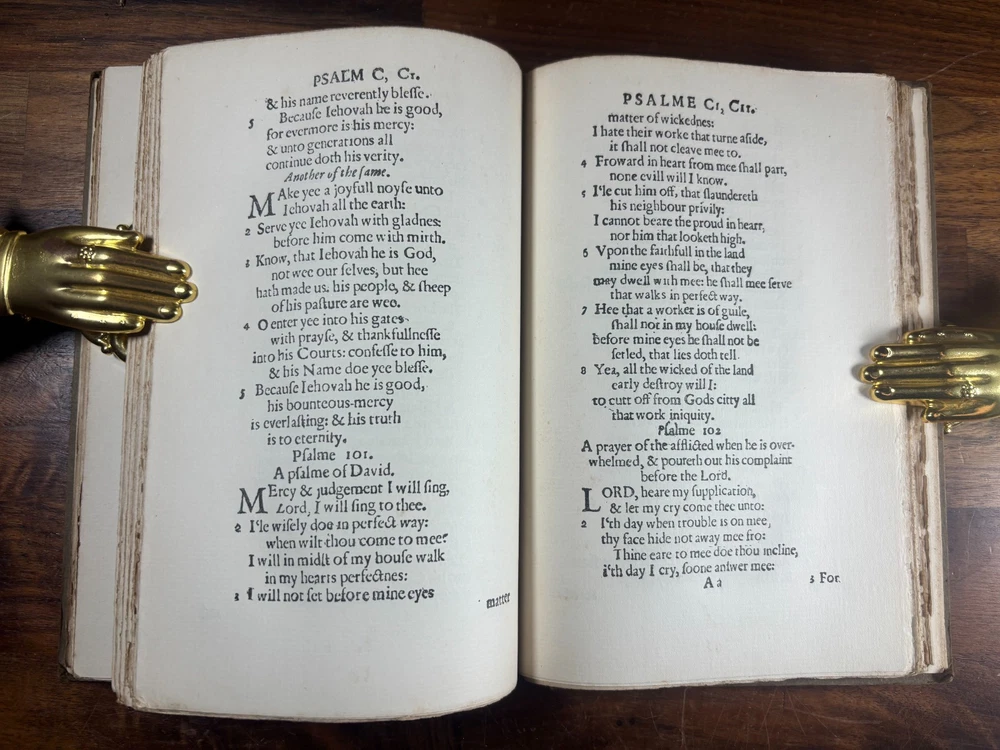 PSALM C, CI.
& his name reverently blesse.
5 Because Iehovah he is good,
for evermore is his mercy:
& unto generations all
continue doth his verity.
Another of the same.
MAke yee a joyfull noyse unto
Iehovah all the earth:
2 Serve yee Iehovah with gladnes:
before him come with mirth.
3 Know, that Iehovah he is God,
not wee our selves, but hee
hath made us: his people, & sheep
of his pasture are wee.
4 O enter yee into his gates
with prayse, & thankfullnesse
into his Courts: confesse to him,
& his Name doe yee blesse.
5 Because Iehovah he is good,
his bounteous-mercy
is everlasting: & his truth
is to eternity.
Psalme 101.
A psalme of David.
MErcy & judgement I will sing,
Lord, I will sing to thee.
2 I'le wisely doe in perfect way:
when wilt thou come to mee?
I will in midst of my house walk
in my hearts perfectnes:
3 I will not set before mine eyes
matter
PSALME CI, CII.
matter of wickednes:
I hate their worke that turne aside,
it shall not cleave mee to.
4 Froward in heart from mee shall part,
none evill will I know.
5 I'le cut him off, that slaundereth
his neighbour privily:
I cannot beare the proud in heart,
nor him that looketh high.
6 Vpon the faithfull in the land
mine eyes shall be, that they
may dwell with mee: he shall mee serve
that walks in perfect way.
7 Hee that a worker is of guile,
shall not in my house dwell:
before mine eyes he shall not be
setled, that lies doth tell.
8 Yea, all the wicked of the land
early destroy will I:
to cutt off from Gods citty all
that work iniquity.
Psalme 102
A prayer of the afflicted when he is over-
whelmed, & poureth out his complaint
before the Lord.
LORD, heare my supplication,
& let my cry come thee unto:
2 I'th day when trouble is on mee,
thy face hide not away mee fro:
Thine eare to mee doe thou incline,
i'th day I cry, soone answer mee:
A a
3 For